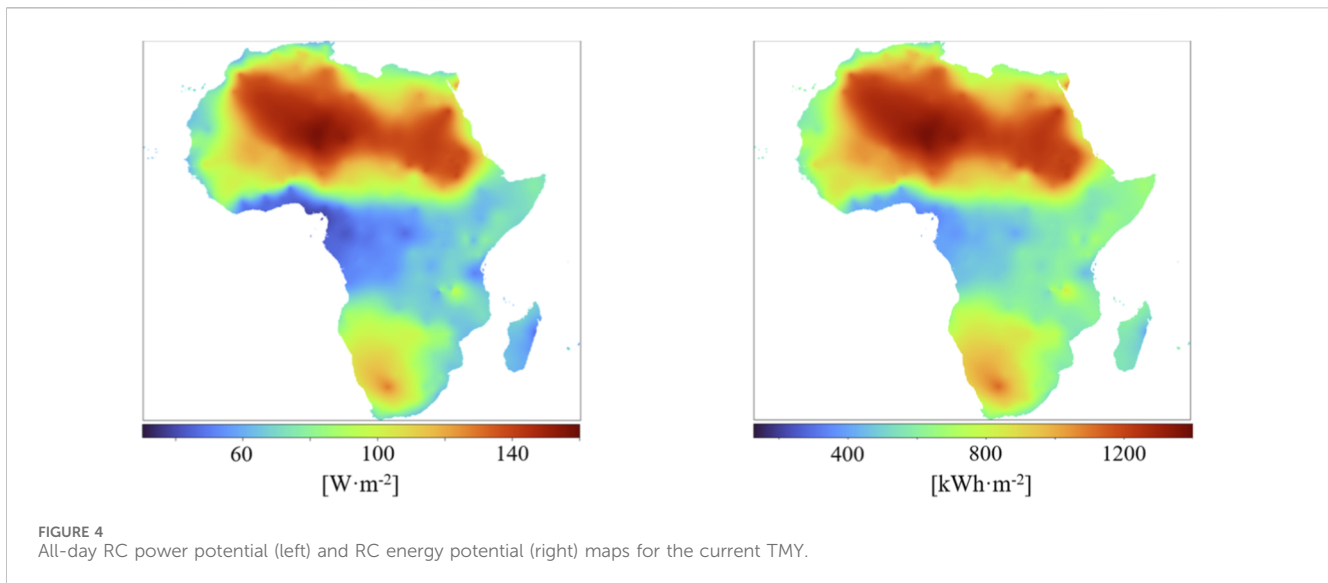 60 100 140
[W·m⁻²]
400 800 1200
[kWh·m⁻²]
FIGURE 4
All-day RC power potential (left) and RC energy potential (right) maps for the current TMY.